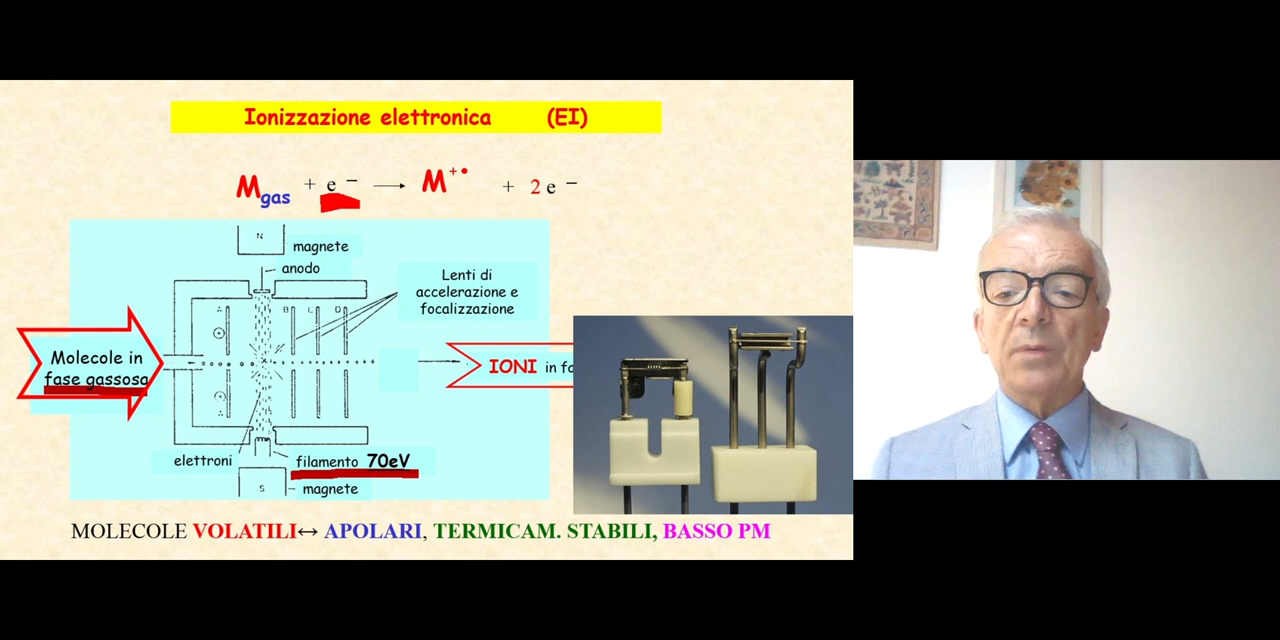 Ionizzazione elettronica (EI)
Mgas + e⁻ → M⁺• + 2 e⁻
N
magnete
anodo
Lenti di
accelerazione e
focalizzazione
A
B
L
D
Molecole in
fase gassosa
IONI in fa
A
elettroni
filamento 70eV
S
magnete
MOLECOLE VOLATILI↔ APOLARI, TERMICAM. STABILI, BASSO PM